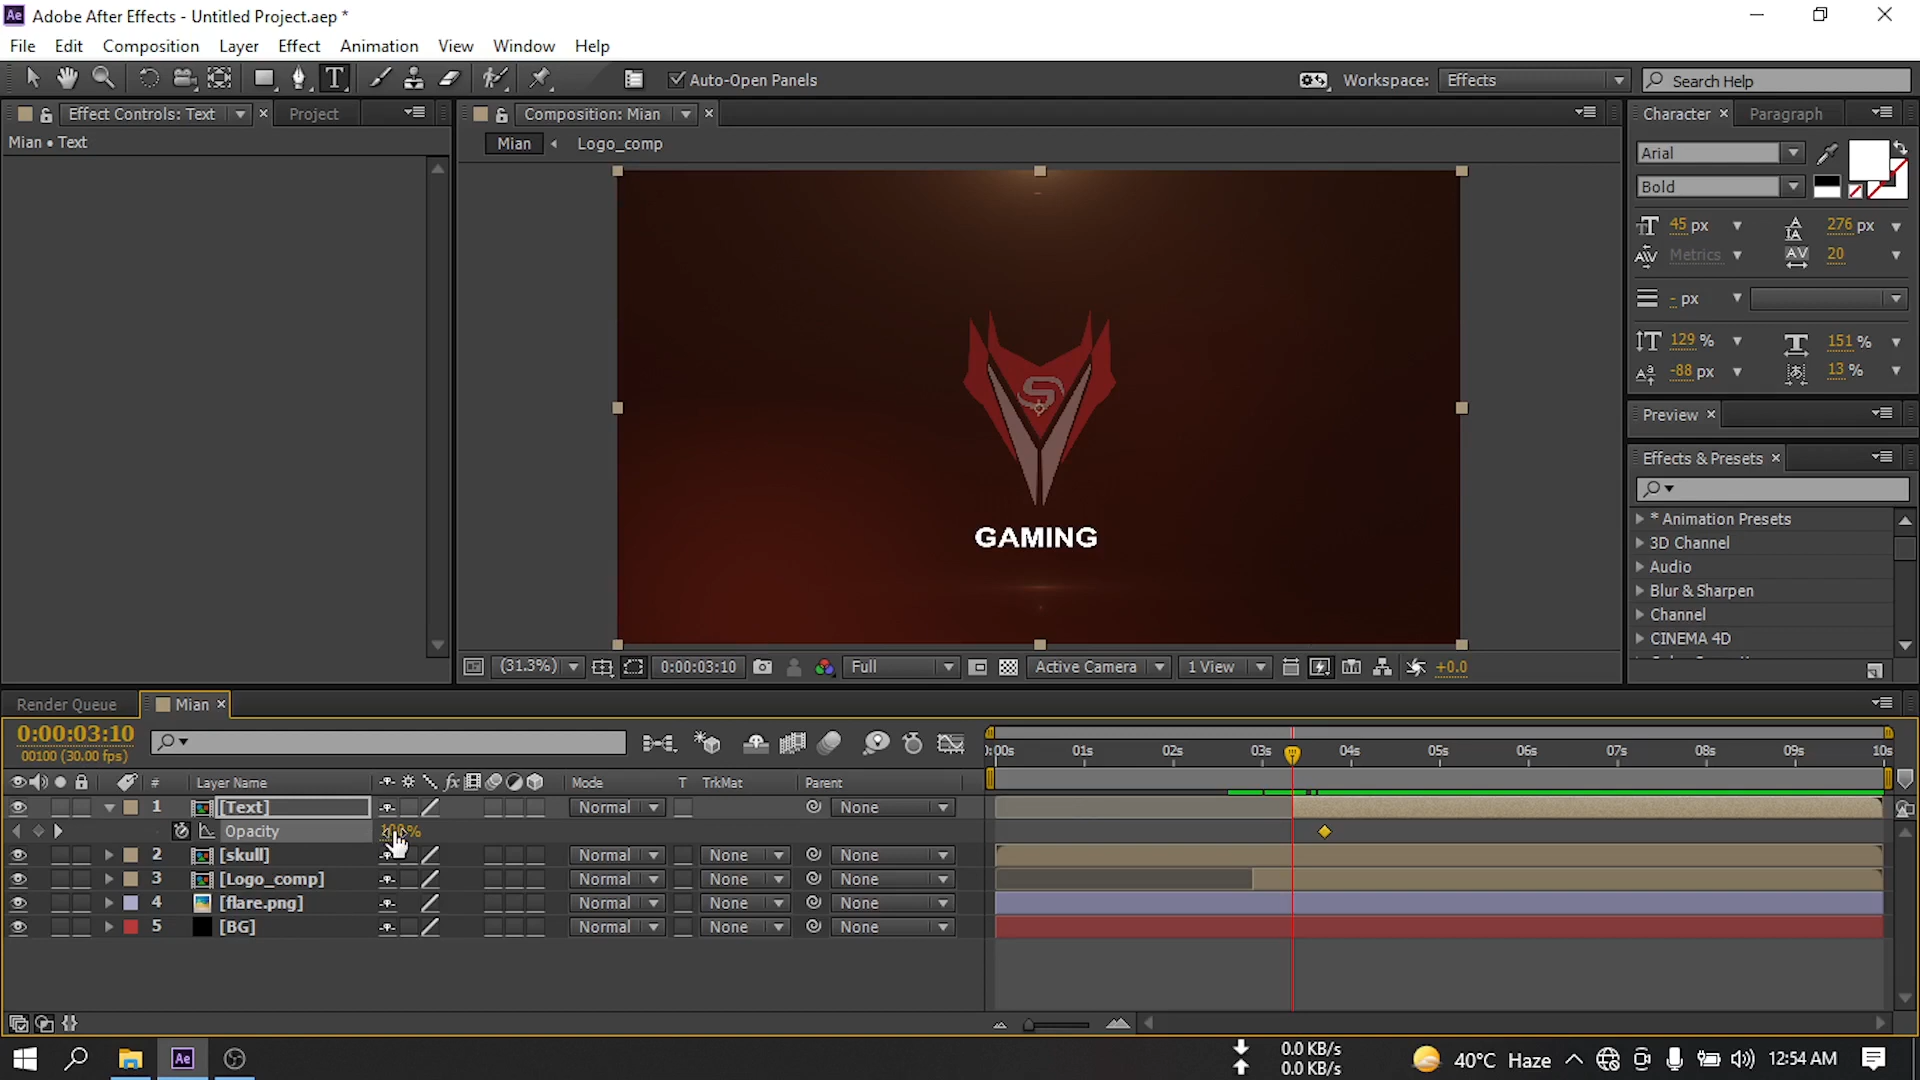 Ae Adobe After Effects - Untitled Project.aep *
File Edit Composition Layer Effect Animation View Window Help
T Auto-Open Panels Workspace: Effects Search Help
Effect Controls: Text Project Composition: Mian Character Paragraph
Mian • Text
Mian Logo_comp
Arial
Bold
45 px 276 px
Metrics 20
- px
129 % 151 %
-88 px 13 %
Preview
Effects & Presets
* Animation Presets
3D Channel
Audio
Blur & Sharpen
Channel
CINEMA 4D
GAMING
(31.3%) 0:00:03:10 Full Active Camera 1 View +0.0
Render Queue Mian
0:00:03:10
00100 (30.00 fps)
:00s 01s 02s 03s 04s 05s 06s 07s 08s 09s 10s
# Layer Name fx Mode T TrkMat Parent
1 [Text] Normal None
Opacity
2 [skull] Normal None None
3 [Logo_comp] Normal None None
4 [flare.png] Normal None None
5 [BG] Normal None None
Ae 0.0 KB/s
0.0 KB/s
40°C Haze 12:54 AM